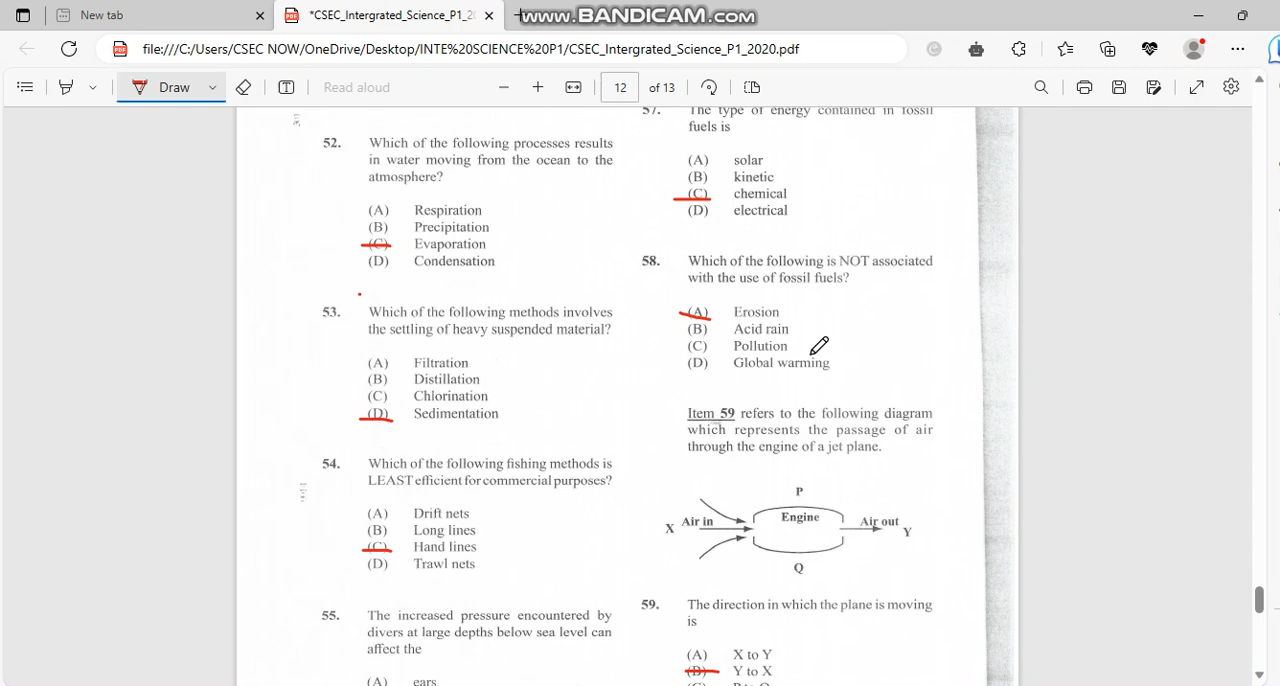 New tab
*CSEC_Intergrated_Science_P1_2
www.BANDICAM.com
file:///C:/Users/CSEC NOW/OneDrive/Desktop/INTE%20SCIENCE%20P1/CSEC_Intergrated_Science_P1_2020.pdf
Draw
Read aloud
12 of 13
52. Which of the following processes results
in water moving from the ocean to the
atmosphere?
(A) Respiration
(B) Precipitation
(C) Evaporation
(D) Condensation
53. Which of the following methods involves
the settling of heavy suspended material?
(A) Filtration
(B) Distillation
(C) Chlorination
(D) Sedimentation
54. Which of the following fishing methods is
LEAST efficient for commercial purposes?
(A) Drift nets
(B) Long lines
(C) Hand lines
(D) Trawl nets
55. The increased pressure encountered by
divers at large depths below sea level can
affect the
(A) ears
57. The type of energy contained in fossil
fuels is
(A) solar
(B) kinetic
(C) chemical
(D) electrical
58. Which of the following is NOT associated
with the use of fossil fuels?
(A) Erosion
(B) Acid rain
(C) Pollution
(D) Global warming
Item 59 refers to the following diagram
which represents the passage of air
through the engine of a jet plane.
P
X Air in Engine Air out Y
Q
59. The direction in which the plane is moving
is
(A) X to Y
(B) Y to X